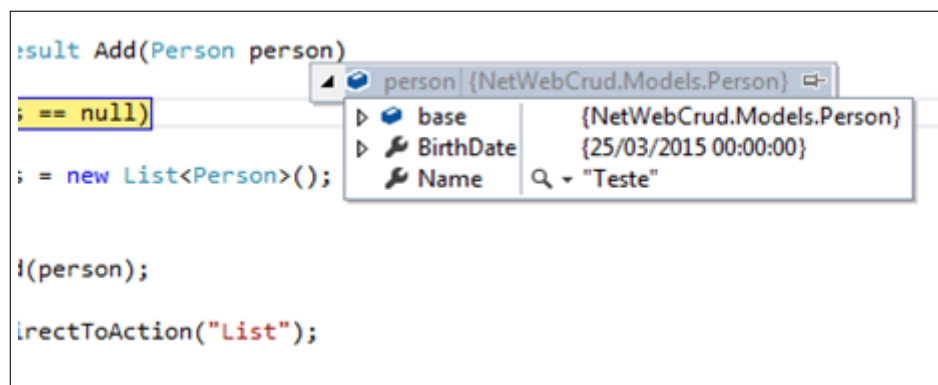 esult Add(Person person)
person {NetWebCrud.Models.Person}
s == null)
base {NetWebCrud.Models.Person}
BirthDate {25/03/2015 00:00:00}
s = new List<Person>();
Name "Teste"
d(person);
irectToAction("List");